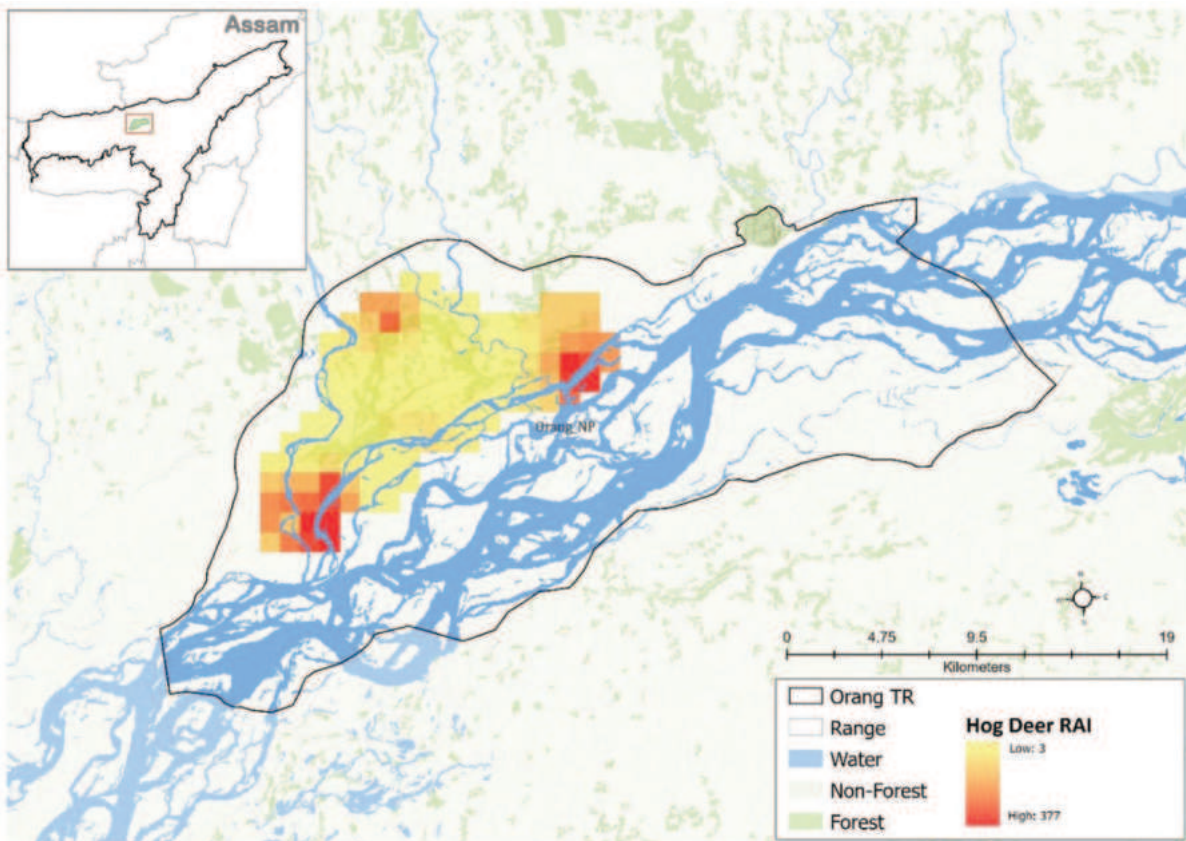 Assam
Orang NP
0 4.75 9.5 19
Kilometers
Orang TR
Range
Water
Non-Forest
Forest
Hog Deer RAI
Low: 3
High: 377